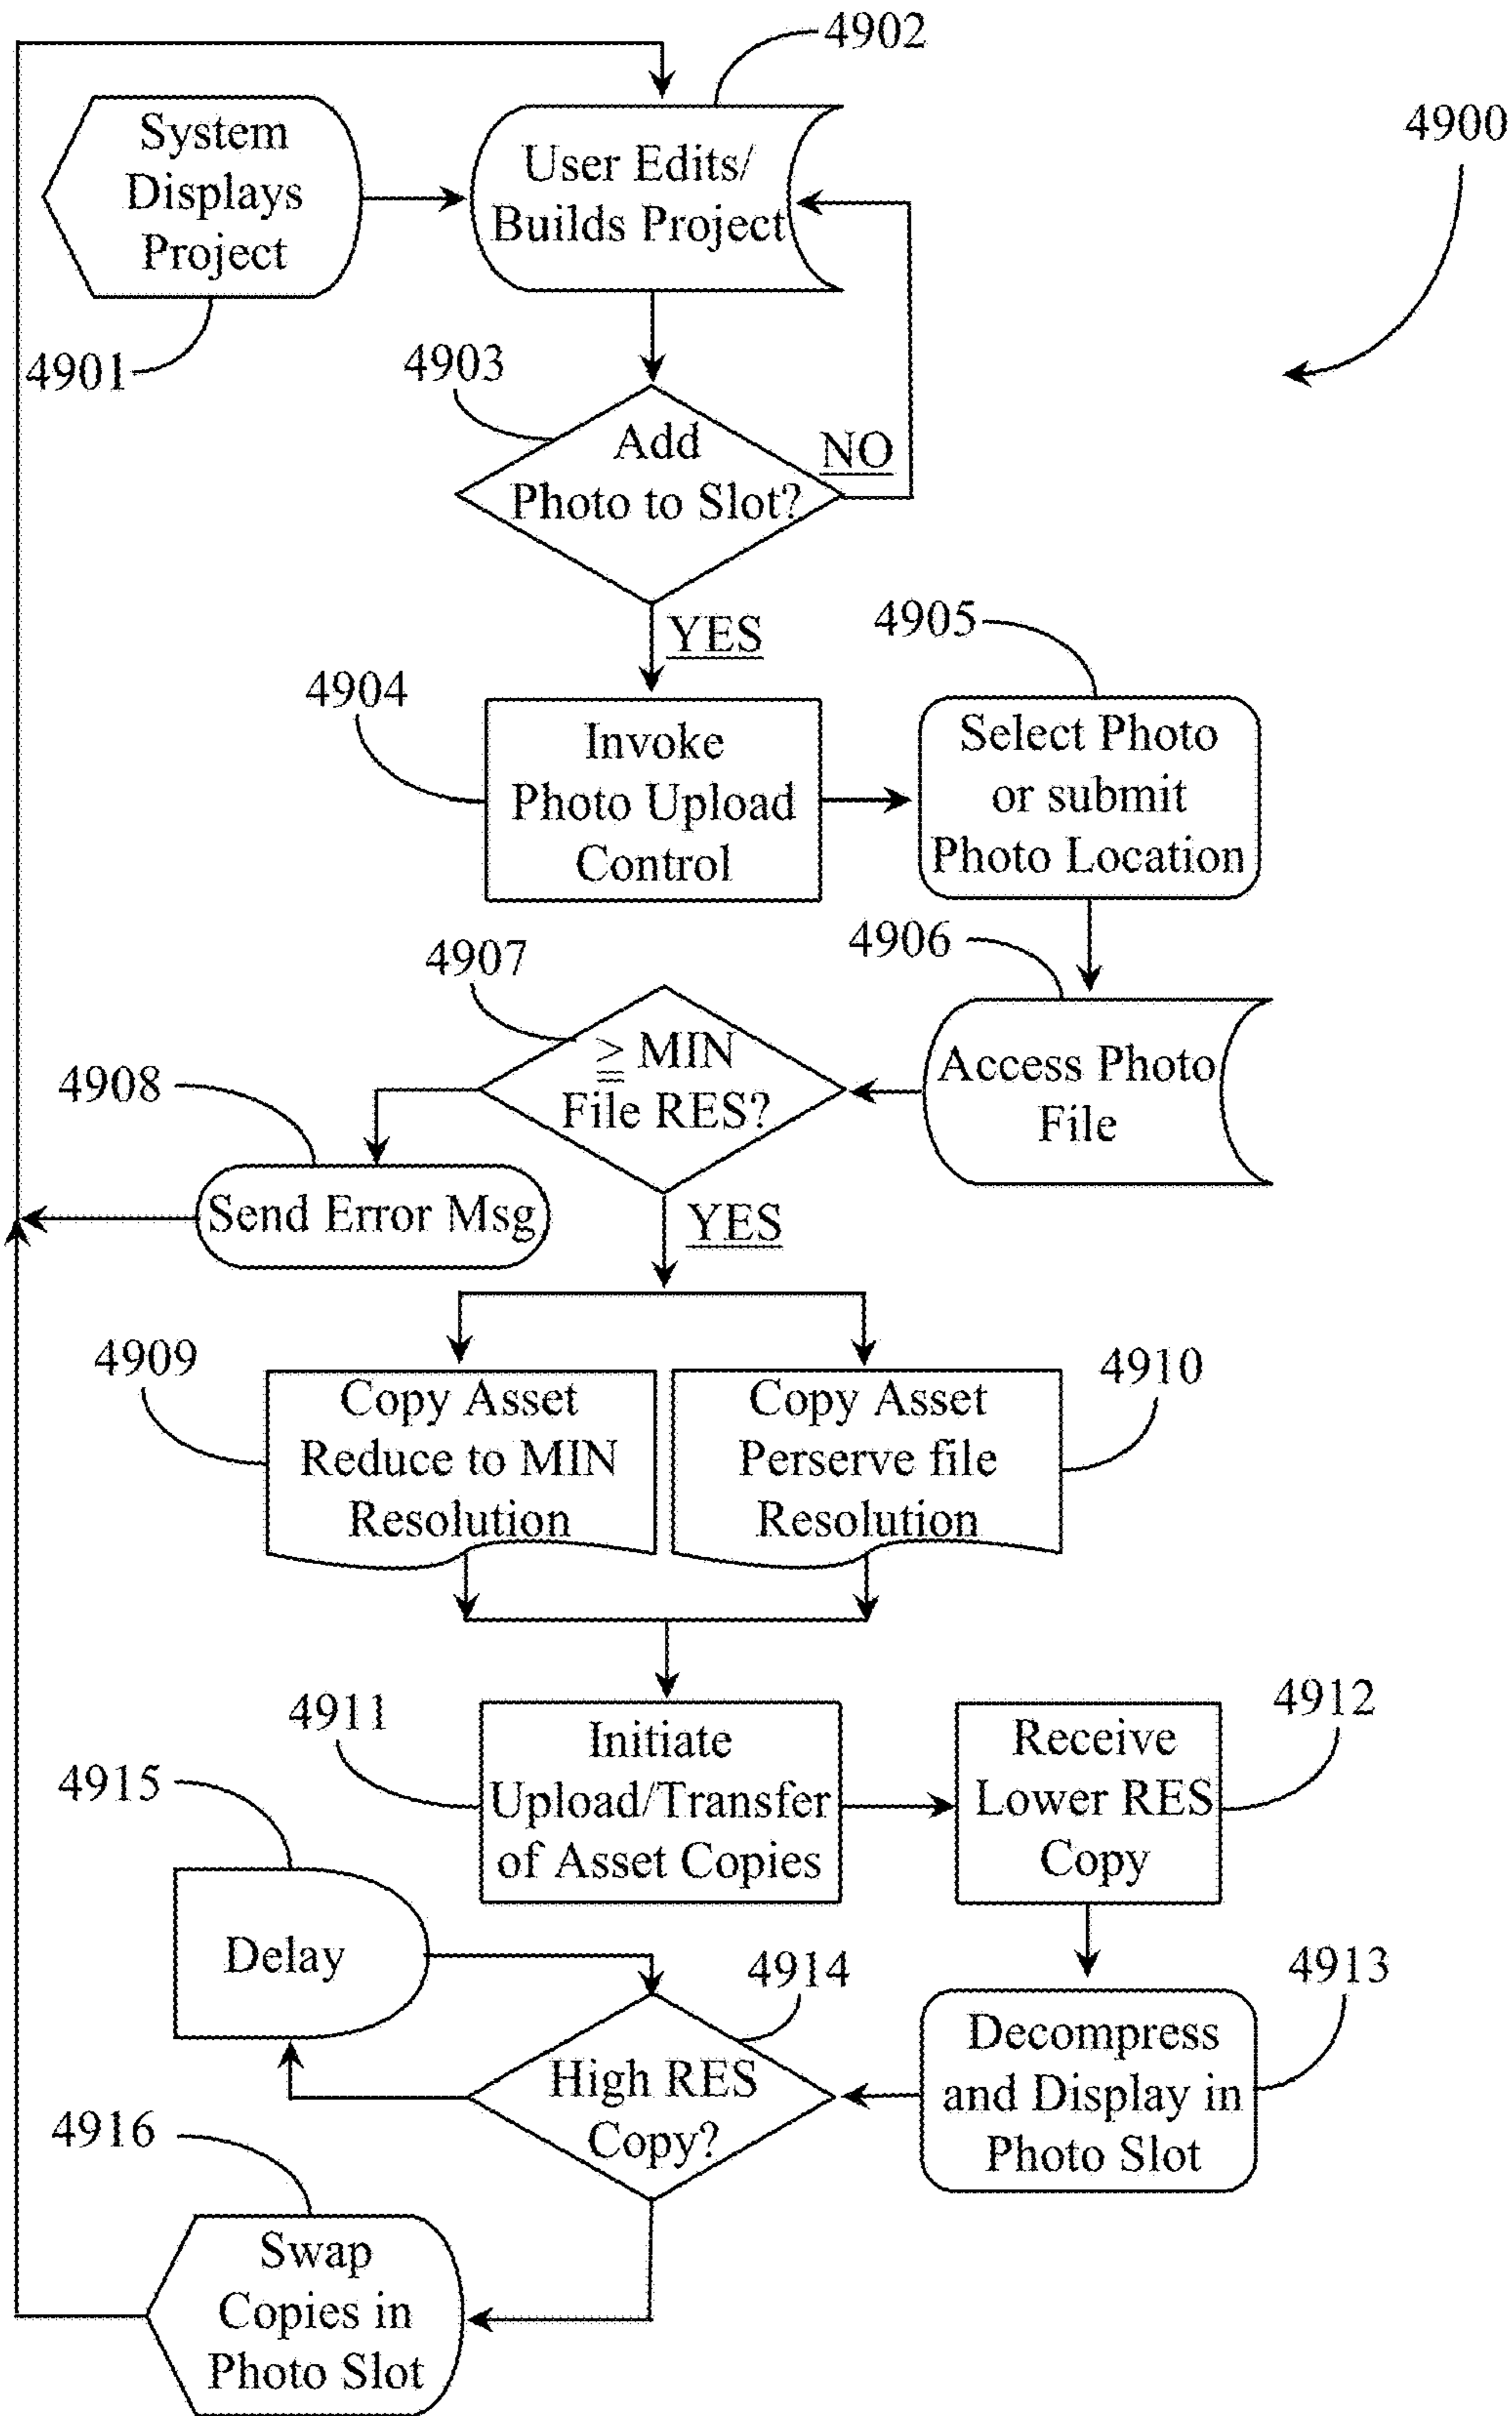 4902
4900
System
Displays
Project
User Edits/
Builds Project
4901
4903
Add
Photo to Slot?
NO
YES
4905
4904
Invoke
Photo Upload
Control
Select Photo
or submit
Photo Location
4906
4907
≧ MIN
File RES?
Access Photo
File
4908
Send Error Msg
YES
4909
Copy Asset
Reduce to MIN
Resolution
Copy Asset
Perserve file
Resolution
4910
4911
Initiate
Upload/Transfer
of Asset Copies
Receive
Lower RES
Copy
4912
4915
Delay
4914
High RES
Copy?
4913
Decompress
and Display in
Photo Slot
4916
Swap
Copies in
Photo Slot